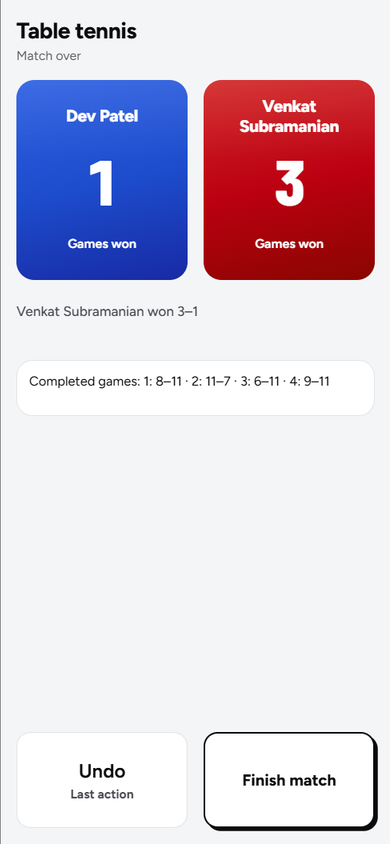 Table tennis
Match over
Dev Patel
1
Games won
Venkat
Subramanian
3
Games won
Venkat Subramanian won 3–1
Completed games: 1: 8–11 · 2: 11–7 · 3: 6–11 · 4: 9–11
Undo
Last action
Finish match